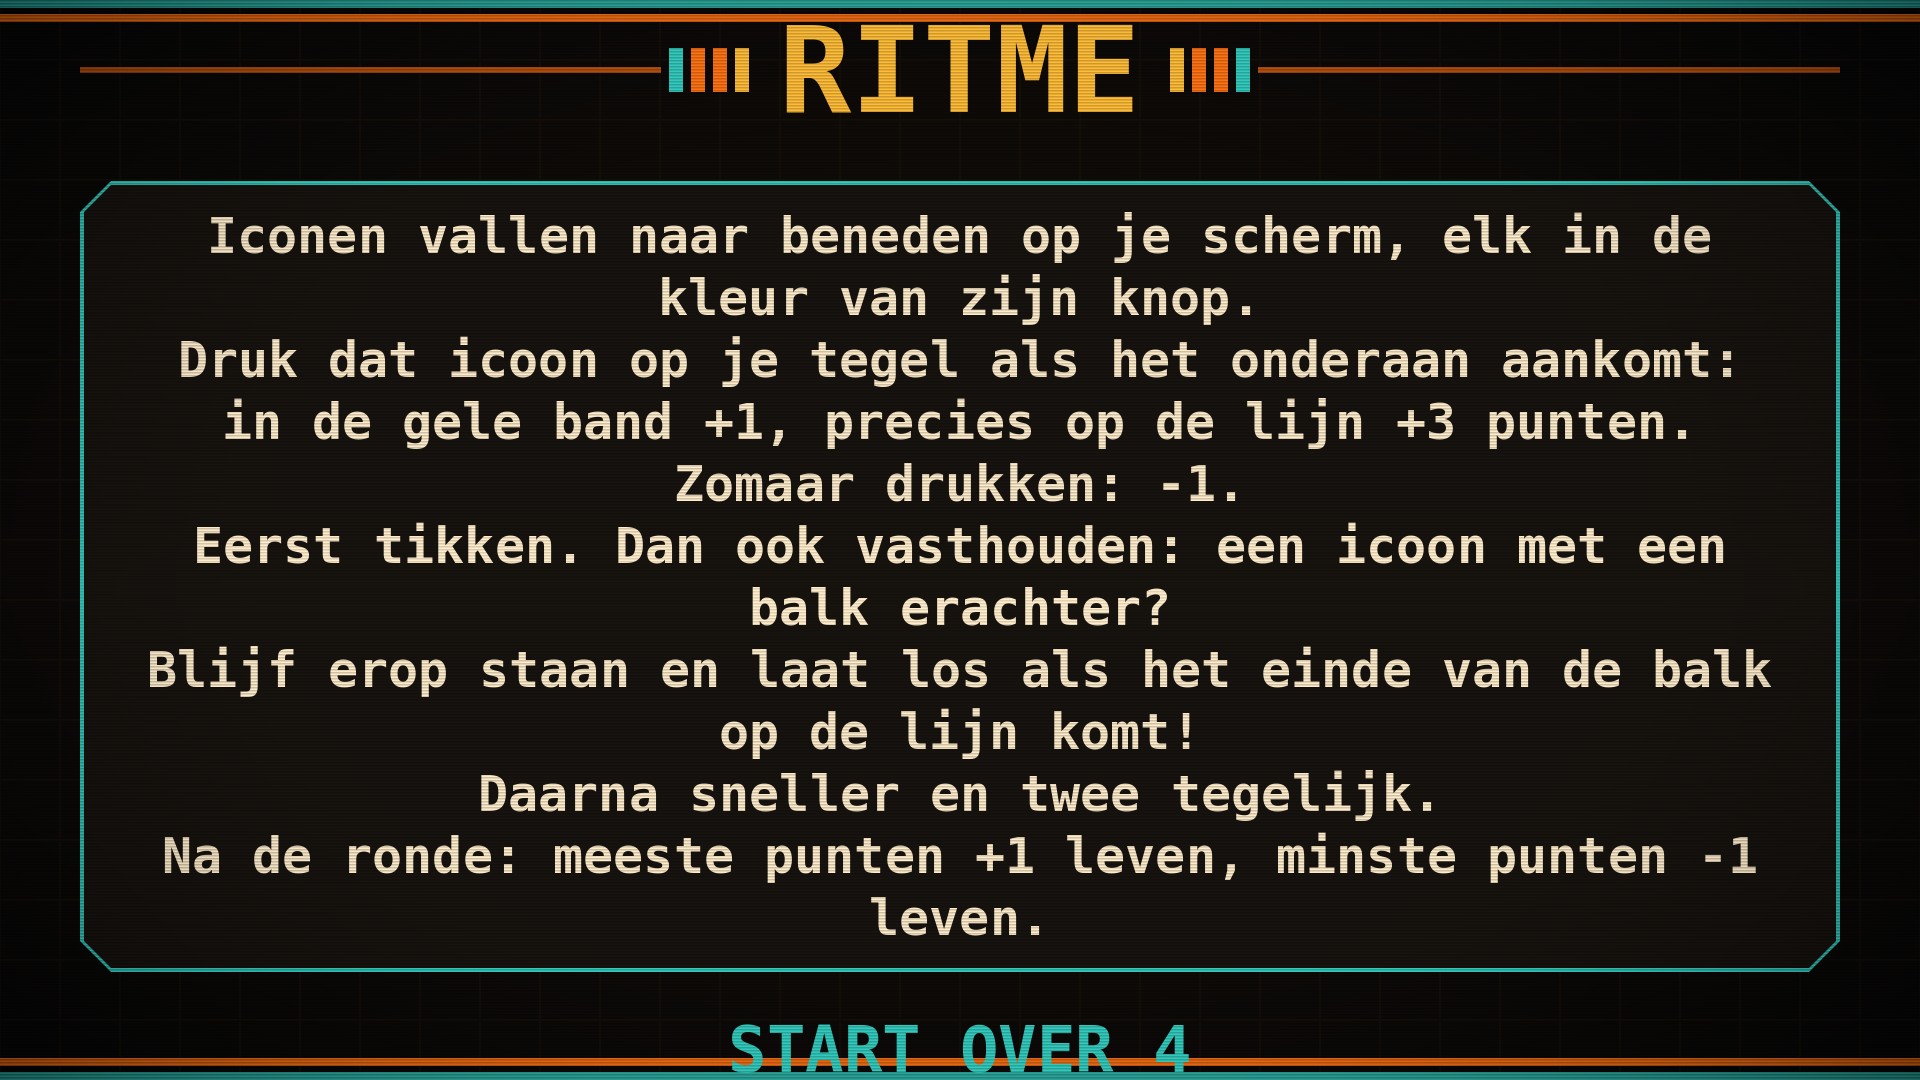 RITME
Iconen vallen naar beneden op je scherm, elk in de
kleur van zijn knop.
Druk dat icoon op je tegel als het onderaan aankomt:
in de gele band +1, precies op de lijn +3 punten.
Zomaar drukken: -1.
Eerst tikken. Dan ook vasthouden: een icoon met een
balk erachter?
Blijf erop staan en laat los als het einde van de balk
op de lijn komt!
Daarna sneller en twee tegelijk.
Na de ronde: meeste punten +1 leven, minste punten -1
leven.
START OVER 4